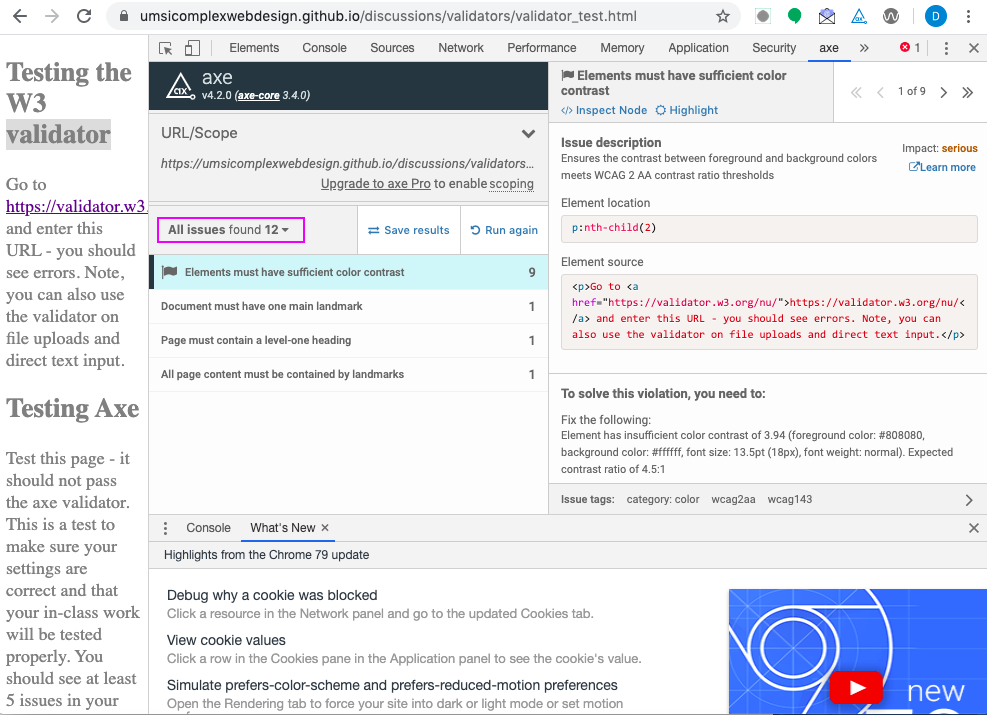 umsicomplexwebdesign.github.io/discussions/validators/validator_test.html
D
Testing the
W3
validator
Go to
https://validator.w3.
and enter this
URL - you should
see errors. Note,
you can also use
the validator on
file uploads and
direct text input.
Testing Axe
Test this page - it
should not pass
the axe validator.
This is a test to
make sure your
settings are
correct and that
your in-class work
will be tested
properly. You
should see at least
5 issues in your
Elements Console Sources Network Performance Memory Application Security axe » 1
axe
v4.2.0 (axe-core 3.4.0)
URL/Scope
https://umsicomplexwebdesign.github.io/discussions/validators...
Upgrade to axe Pro to enable scoping
All issues found 12
Save results
Run again
Elements must have sufficient color contrast 9
Document must have one main landmark 1
Page must contain a level-one heading 1
All page content must be contained by landmarks 1
Elements must have sufficient color
contrast
</> Inspect Node Highlight
1 of 9
Issue description
Ensures the contrast between foreground and background colors
meets WCAG 2 AA contrast ratio thresholds
Impact: serious
Learn more
Element location
p:nth-child(2)
Element source
<p>Go to <a
href="https://validator.w3.org/nu/">https://validator.w3.org/nu/<
/a> and enter this URL - you should see errors. Note, you can
also use the validator on file uploads and direct text input.</p>
To solve this violation, you need to:
Fix the following:
Element has insufficient color contrast of 3.94 (foreground color: #808080,
background color: #ffffff, font size: 13.5pt (18px), font weight: normal). Expected
contrast ratio of 4.5:1
Issue tags: category: color wcag2aa wcag143
Console What's New ×
Highlights from the Chrome 79 update
Debug why a cookie was blocked
Click a resource in the Network panel and go to the updated Cookies tab.
View cookie values
Click a row in the Cookies pane in the Application panel to see the cookie's value.
Simulate prefers-color-scheme and prefers-reduced-motion preferences
Open the Rendering tab to force your site into dark or light mode or set motion
new